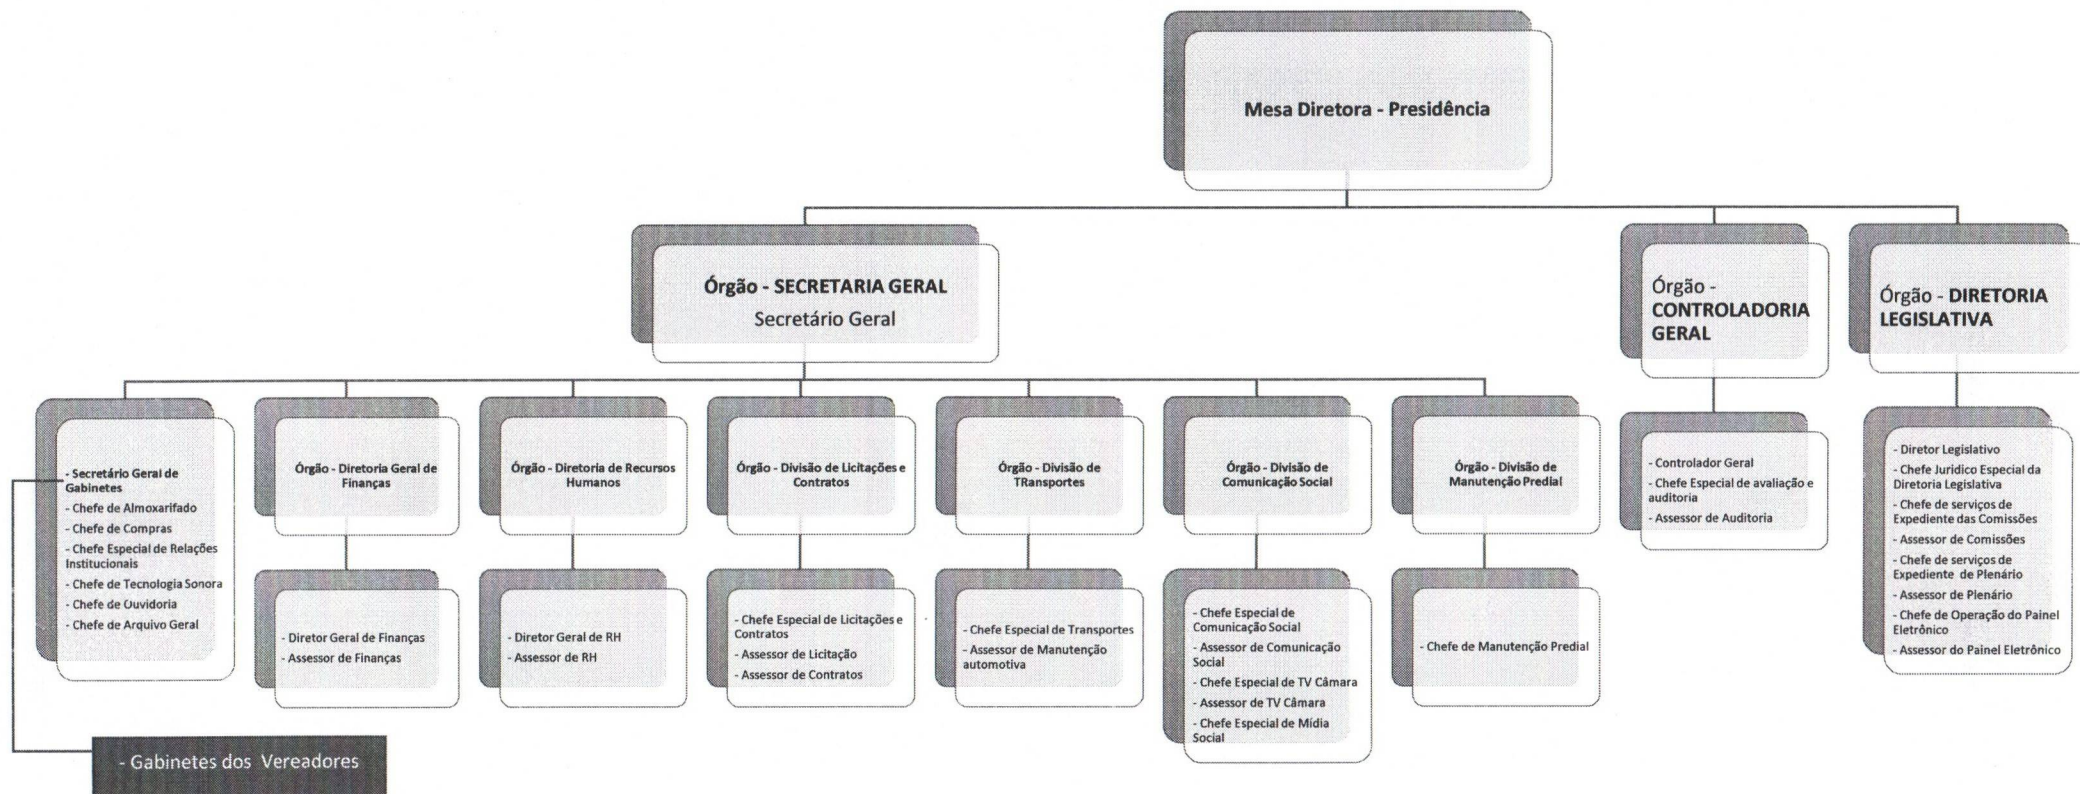 Mesa Diretora - Presidência
Órgão - SECRETARIA GERAL
Secretário Geral
Órgão -
CONTROLADORIA
GERAL
Órgão - DIRETORIA
LEGISLATIVA
- Secretário Geral de
Gabinetes
- Chefe de Almoxarifado
- Chefe de Compras
- Chefe Especial de Relações
Institucionais
- Chefe de Tecnologia Sonora
- Chefe de Ouvidoria
- Chefe de Arquivo Geral
Órgão - Diretoria Geral de
Finanças
Órgão - Diretoria de Recursos
Humanos
Órgão - Divisão de Licitações e
Contratos
Órgão - Divisão de
TRansportes
Órgão - Divisão de
Comunicação Social
Órgão - Divisão de
Manutenção Predial
- Controlador Geral
- Chefe Especial de avaliação e
auditoria
- Assessor de Auditoria
- Diretor Legislativo
- Chefe Juridico Especial da
Diretoria Legislativa
- Chefe de serviços de
Expediente das Comissões
- Assessor de Comissões
- Chefe de serviços de
Expediente de Plenário
- Assessor de Plenário
- Chefe de Operação do Painel
Eletrônico
- Assessor do Painel Eletrônico
- Diretor Geral de Finanças
- Assessor de Finanças
- Diretor Geral de RH
- Assessor de RH
- Chefe Especial de Licitações e
Contratos
- Assessor de Licitação
- Assessor de Contratos
- Chefe Especial de Transportes
- Assessor de Manutenção
automotiva
- Chefe Especial de
Comunicação Social
- Assessor de Comunicação
Social
- Chefe Especial de TV Câmara
- Assessor de TV Câmara
- Chefe Especial de Mídia
Social
- Chefe de Manutenção Predial
- Gabinetes dos Vereadores